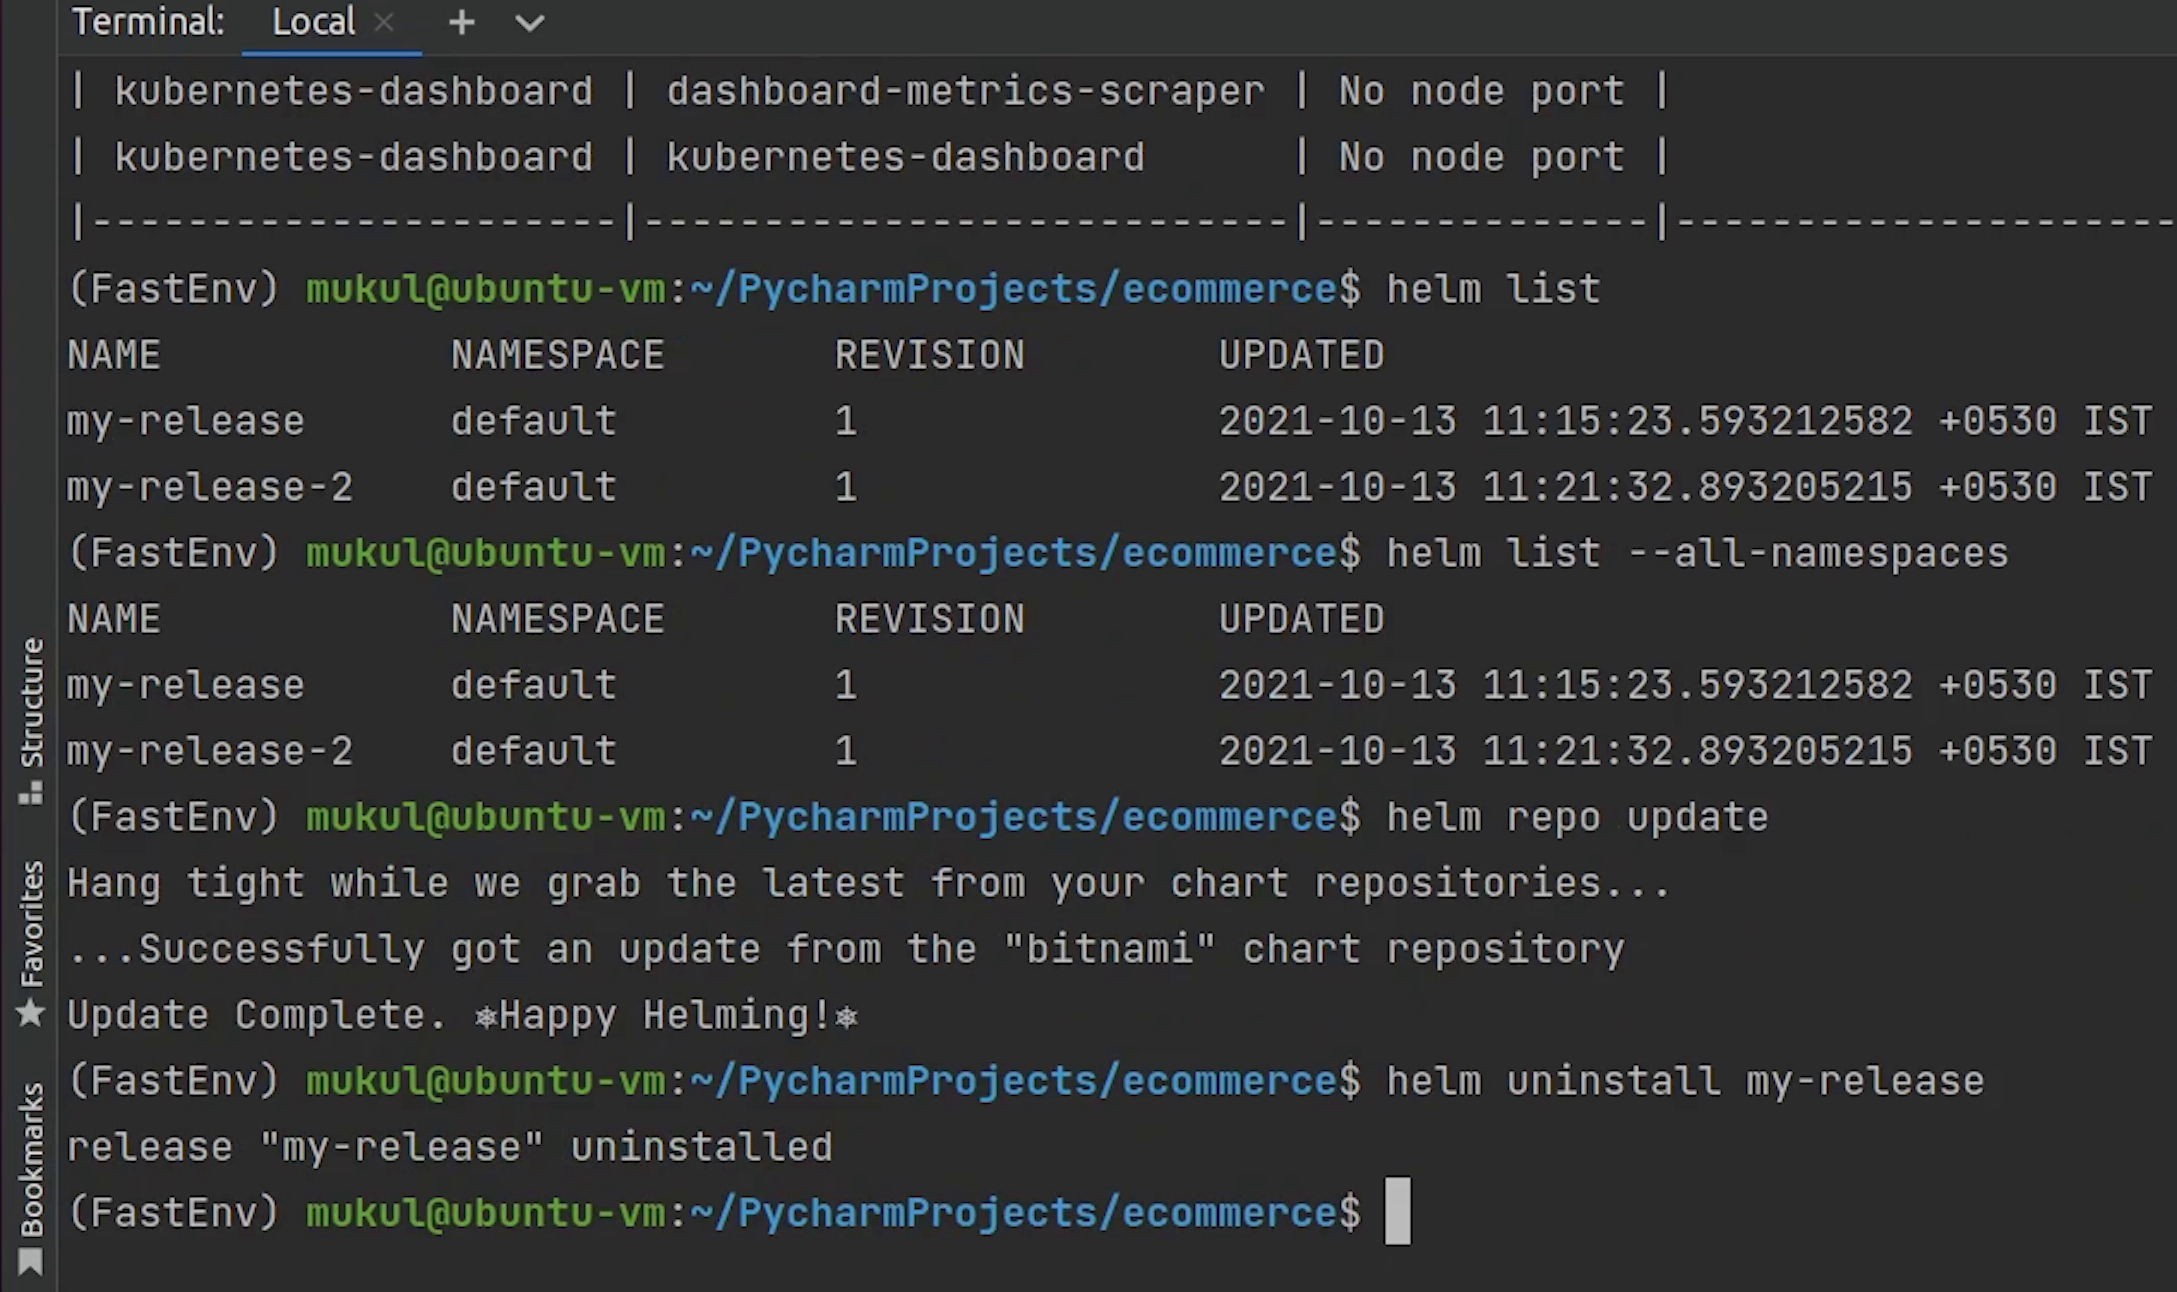 Terminal: Local × + 
| kubernetes-dashboard | dashboard-metrics-scraper | No node port |
| kubernetes-dashboard | kubernetes-dashboard      | No node port |
|----------------------|---------------------------|--------------|---------------------
(FastEnv) mukul@ubuntu-vm:~/PycharmProjects/ecommerce$ helm list
NAME            NAMESPACE       REVISION        UPDATED
my-release      default         1               2021-10-13 11:15:23.593212582 +0530 IST
my-release-2    default         1               2021-10-13 11:21:32.893205215 +0530 IST
(FastEnv) mukul@ubuntu-vm:~/PycharmProjects/ecommerce$ helm list --all-namespaces
NAME            NAMESPACE       REVISION        UPDATED
my-release      default         1               2021-10-13 11:15:23.593212582 +0530 IST
my-release-2    default         1               2021-10-13 11:21:32.893205215 +0530 IST
(FastEnv) mukul@ubuntu-vm:~/PycharmProjects/ecommerce$ helm repo update
Hang tight while we grab the latest from your chart repositories...
...Successfully got an update from the "bitnami" chart repository
Update Complete. ⎈Happy Helming!⎈
(FastEnv) mukul@ubuntu-vm:~/PycharmProjects/ecommerce$ helm uninstall my-release
release "my-release" uninstalled
(FastEnv) mukul@ubuntu-vm:~/PycharmProjects/ecommerce$
Structure
Favorites
Bookmarks